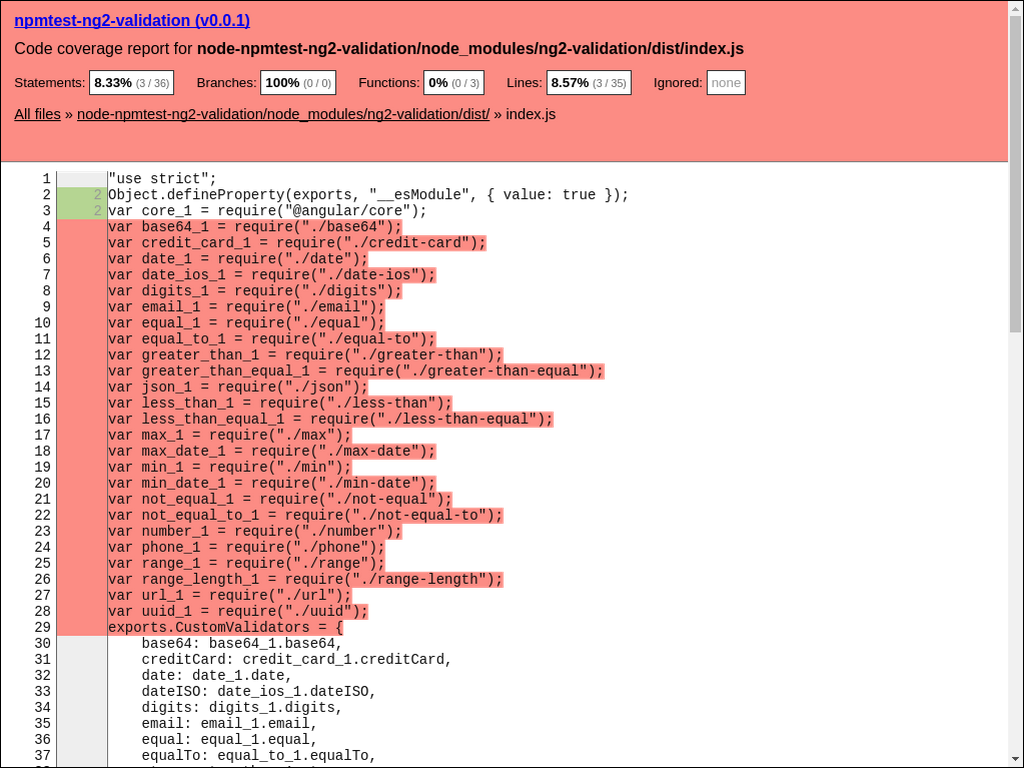 npmtest-ng2-validation (v0.0.1)
Code coverage report for node-npmtest-ng2-validation/node_modules/ng2-validation/dist/index.js
Statements: 8.33% (3 / 36) Branches: 100% (0 / 0) Functions: 0% (0 / 3) Lines: 8.57% (3 / 35) Ignored: none
All files » node-npmtest-ng2-validation/node_modules/ng2-validation/dist/ » index.js
1 "use strict";
2 2 Object.defineProperty(exports, "__esModule", { value: true });
3 2 var core_1 = require("@angular/core");
4 var base64_1 = require("./base64");
5 var credit_card_1 = require("./credit-card");
6 var date_1 = require("./date");
7 var date_ios_1 = require("./date-ios");
8 var digits_1 = require("./digits");
9 var email_1 = require("./email");
10 var equal_1 = require("./equal");
11 var equal_to_1 = require("./equal-to");
12 var greater_than_1 = require("./greater-than");
13 var greater_than_equal_1 = require("./greater-than-equal");
14 var json_1 = require("./json");
15 var less_than_1 = require("./less-than");
16 var less_than_equal_1 = require("./less-than-equal");
17 var max_1 = require("./max");
18 var max_date_1 = require("./max-date");
19 var min_1 = require("./min");
20 var min_date_1 = require("./min-date");
21 var not_equal_1 = require("./not-equal");
22 var not_equal_to_1 = require("./not-equal-to");
23 var number_1 = require("./number");
24 var phone_1 = require("./phone");
25 var range_1 = require("./range");
26 var range_length_1 = require("./range-length");
27 var url_1 = require("./url");
28 var uuid_1 = require("./uuid");
29 exports.CustomValidators = {
30 base64: base64_1.base64,
31 creditCard: credit_card_1.creditCard,
32 date: date_1.date,
33 dateISO: date_ios_1.dateISO,
34 digits: digits_1.digits,
35 email: email_1.email,
36 equal: equal_1.equal,
37 equalTo: equal_to_1.equalTo,